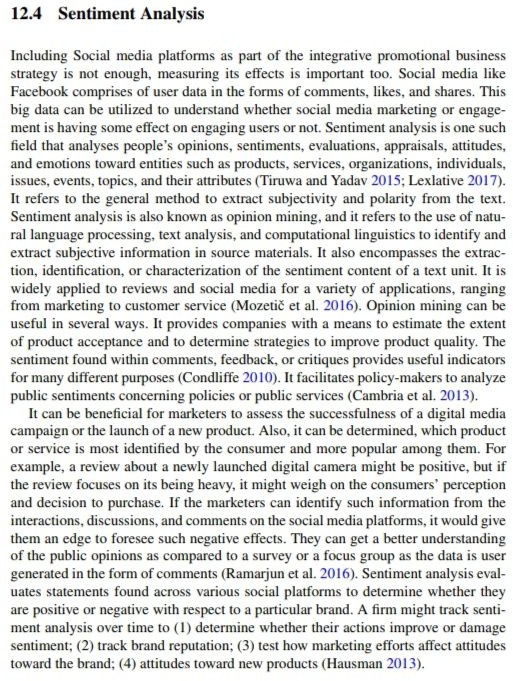 12.4 Sentiment Analysis
Including Social media platforms as part of the integrative promotional business
strategy is not enough, measuring its effects is important too. Social media like
Facebook comprises of user data in the forms of comments, likes, and shares. This
big data can be utilized to understand whether social media marketing or engage-
ment is having some effect on engaging users or not. Sentiment analysis is one such
field that analyses people's opinions, sentiments, evaluations, appraisals, attitudes,
and emotions toward entities such as products, services, organizations, individuals,
issues, events, topics, and their attributes (Tiruwa and Yadav 2015; Lexlative 2017).
It refers to the general method to extract subjectivity and polarity from the text.
Sentiment analysis is also known as opinion mining, and it refers to the use of natu-
ral language processing, text analysis, and computational linguistics to identify and
extract subjective information in source materials. It also encompasses the extrac-
tion, identification, or characterization of the sentiment content of a text unit. It is
widely applied to reviews and social media for a variety of applications, ranging
from marketing to customer service (Mozetič et al. 2016). Opinion mining can be
useful in several ways. It provides companies with a means to estimate the extent
of product acceptance and to determine strategies to improve product quality. The
sentiment found within comments, feedback, or critiques provides useful indicators
for many different purposes (Condliffe 2010). It facilitates policy-makers to analyze
public sentiments concerning policies or public services (Cambria et al. 2013).
It can be beneficial for marketers to assess the successfulness of a digital media
campaign or the launch of a new product. Also, it can be determined, which product
or service is most identified by the consumer and more popular among them. For
example, a review about a newly launched digital camera might be positive, but if
the review focuses on its being heavy, it might weigh on the consumers' perception
and decision to purchase. If the marketers can identify such information from the
interactions, discussions, and comments on the social media platforms, it would give
them an edge to foresee such negative effects. They can get a better understanding
of the public opinions as compared to a survey or a focus group as the data is user
generated in the form of comments (Ramarjun et al. 2016). Sentiment analysis eval-
uates statements found across various social platforms to determine whether they
are positive or negative with respect to a particular brand. A firm might track senti-
ment analysis over time to (1) determine whether their actions improve or damage
sentiment; (2) track brand reputation; (3) test how marketing efforts affect attitudes
toward the brand; (4) attitudes toward new products (Hausman 2013).